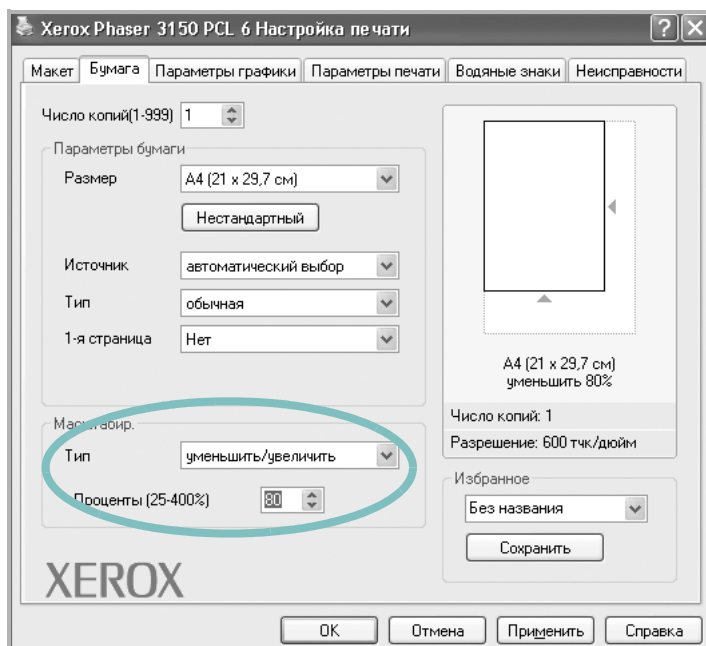 Xerox Phaser 3150 PCL 6 Настройка печати
Макет Бумага Параметры графики Параметры печати Водяные знаки Неисправности
Число копий(1-999) 1
Параметры бумаги
Размер A4 (21 x 29,7 см)
Нестандартный
Источник автоматический выбор
Тип обычная
1-я страница Нет
A4 (21 x 29,7 см)
уменьшить 80%
Число копий: 1
Разрешение: 600 тчк/дюйм
Масштабир.
Тип уменьшить/увеличить
Проценты (25-400%) 80
Избранное
Без названия
Сохранить
XEROX
OK Отмена Применить Справка